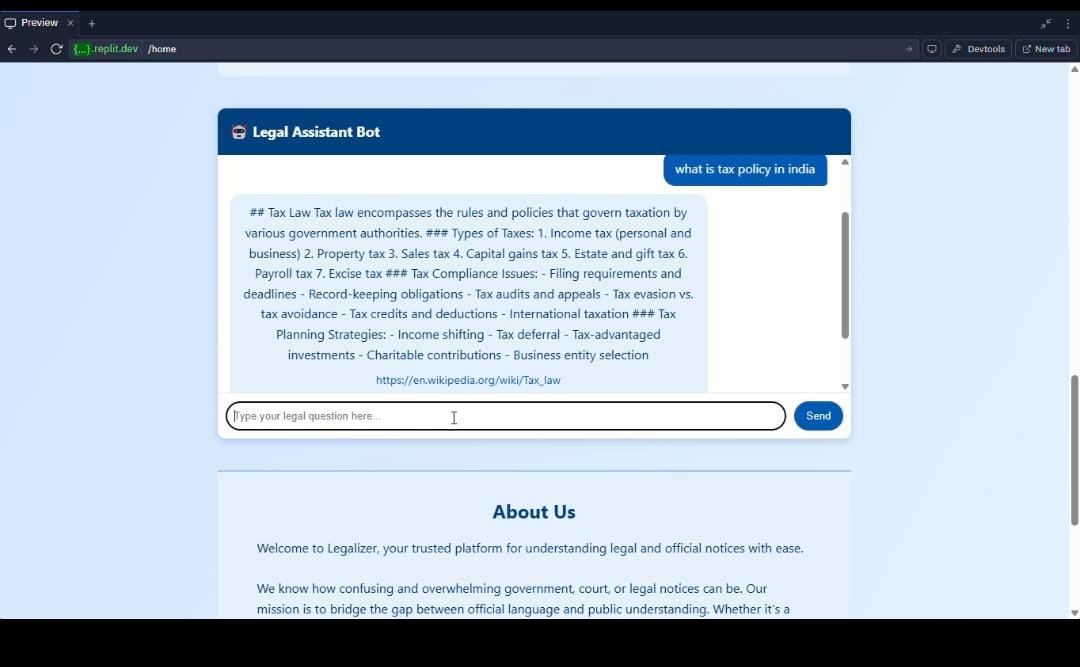 Preview
{...}.replit.dev /home
Devtools
New tab
Legal Assistant Bot
what is tax policy in india
## Tax Law Tax law encompasses the rules and policies that govern taxation by
various government authorities. ### Types of Taxes: 1. Income tax (personal and
business) 2. Property tax 3. Sales tax 4. Capital gains tax 5. Estate and gift tax 6.
Payroll tax 7. Excise tax ### Tax Compliance Issues: - Filing requirements and
deadlines - Record-keeping obligations - Tax audits and appeals - Tax evasion vs.
tax avoidance - Tax credits and deductions - International taxation ### Tax
Planning Strategies: - Income shifting - Tax deferral - Tax-advantaged
investments - Charitable contributions - Business entity selection
https://en.wikipedia.org/wiki/Tax_law
Type your legal question here...
Send
About Us
Welcome to Legalizer, your trusted platform for understanding legal and official notices with ease.
We know how confusing and overwhelming government, court, or legal notices can be. Our
mission is to bridge the gap between official language and public understanding. Whether it's a